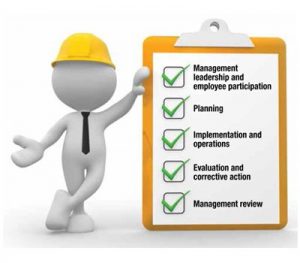 Management
leadership and
employee participation
Planning
Implementation and
operations
Evaluation and
corrective action
Management review